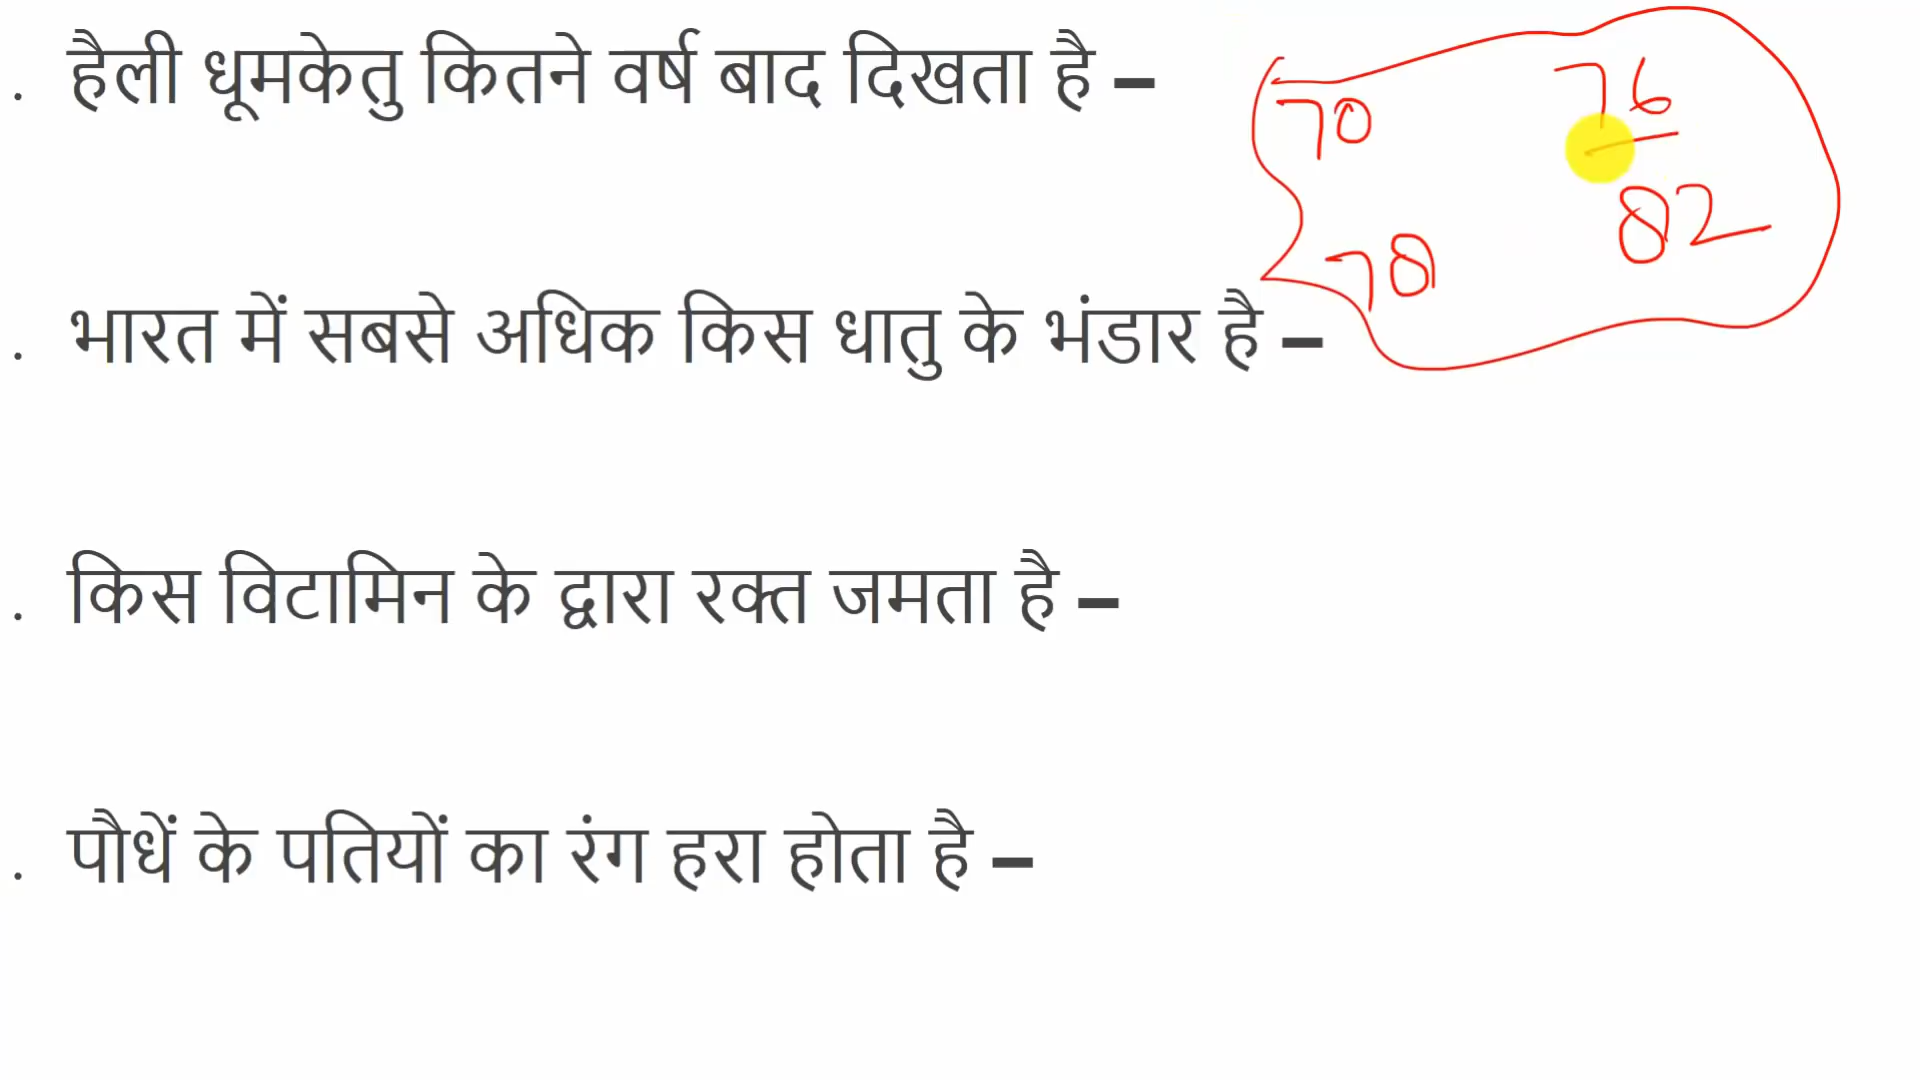 . हैली धूमकेतु कितने वर्ष बाद दिखता है –
70 76
78 82
. भारत में सबसे अधिक किस धातु के भंडार है –
. किस विटामिन के द्वारा रक्त जमता है –
. पौधें के पतियों का रंग हरा होता है –